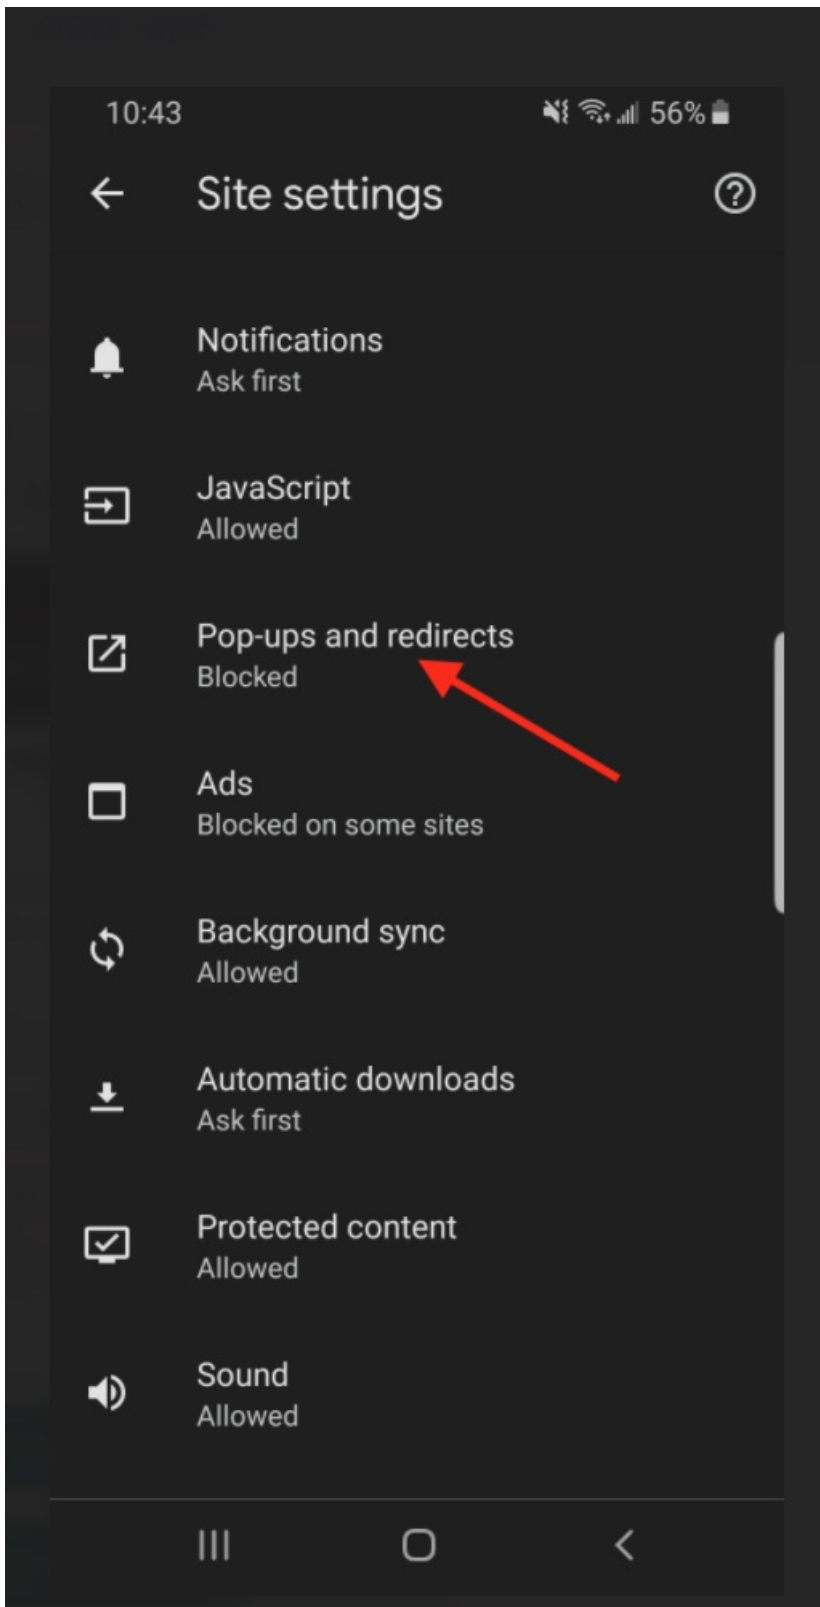 10:43 56%
Site settings
Notifications
Ask first
JavaScript
Allowed
Pop-ups and redirects
Blocked
Ads
Blocked on some sites
Background sync
Allowed
Automatic downloads
Ask first
Protected content
Allowed
Sound
Allowed